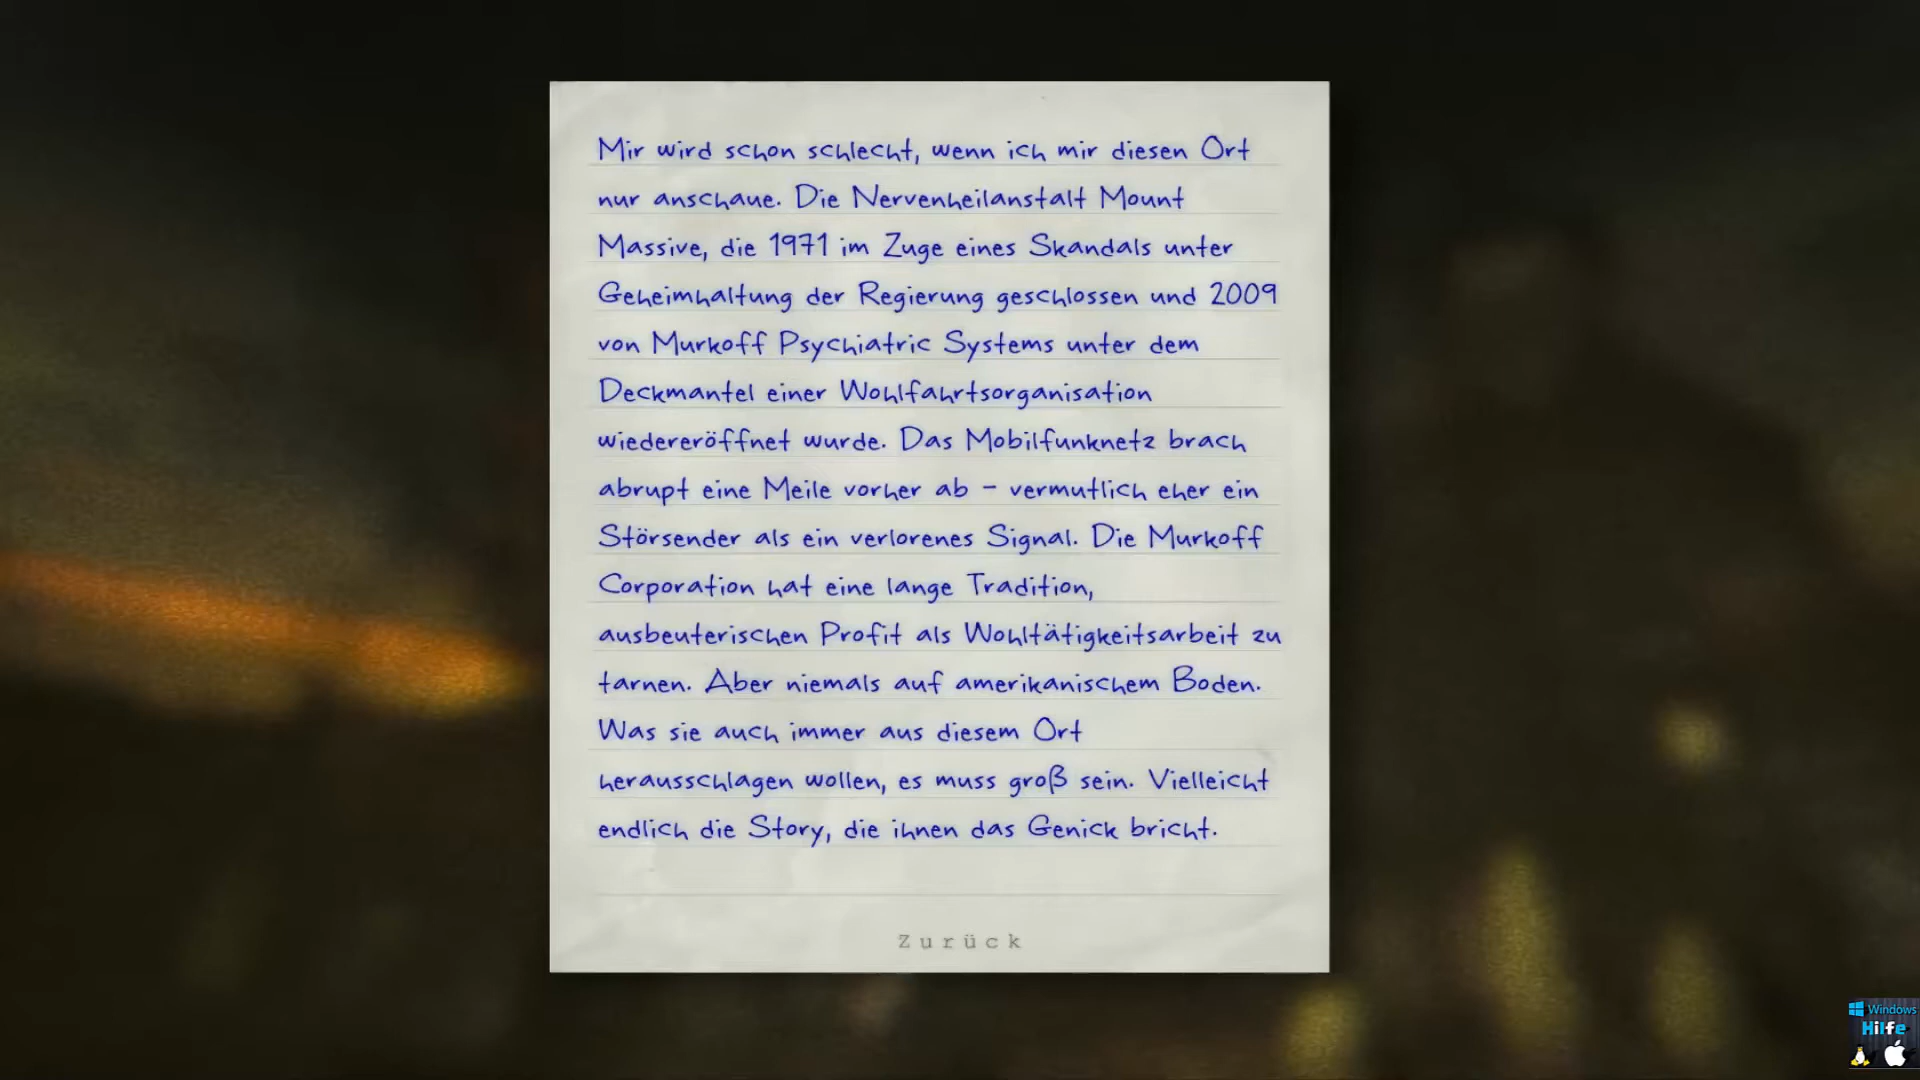 Mir wird schon schlecht, wenn ich mir diesen Ort
nur anschaue. Die Nervenheilanstalt Mount
Massive, die 1971 im Zuge eines Skandals unter
Geheimhaltung der Regierung geschlossen und 2009
von Murkoff Psychiatric Systems unter dem
Deckmantel einer Wohlfahrtsorganisation
wiedereröffnet wurde. Das Mobilfunknetz brach
abrupt eine Meile vorher ab – vermutlich eher ein
Störsender als ein verlorenes Signal. Die Murkoff
Corporation hat eine lange Tradition,
ausbeuterischen Profit als Wohltätigkeitsarbeit zu
tarnen. Aber niemals auf amerikanischem Boden.
Was sie auch immer aus diesem Ort
herausschlagen wollen, es muss groß sein. Vielleicht
endlich die Story, die ihnen das Genick bricht.
Zurück
Windows
Hilfe